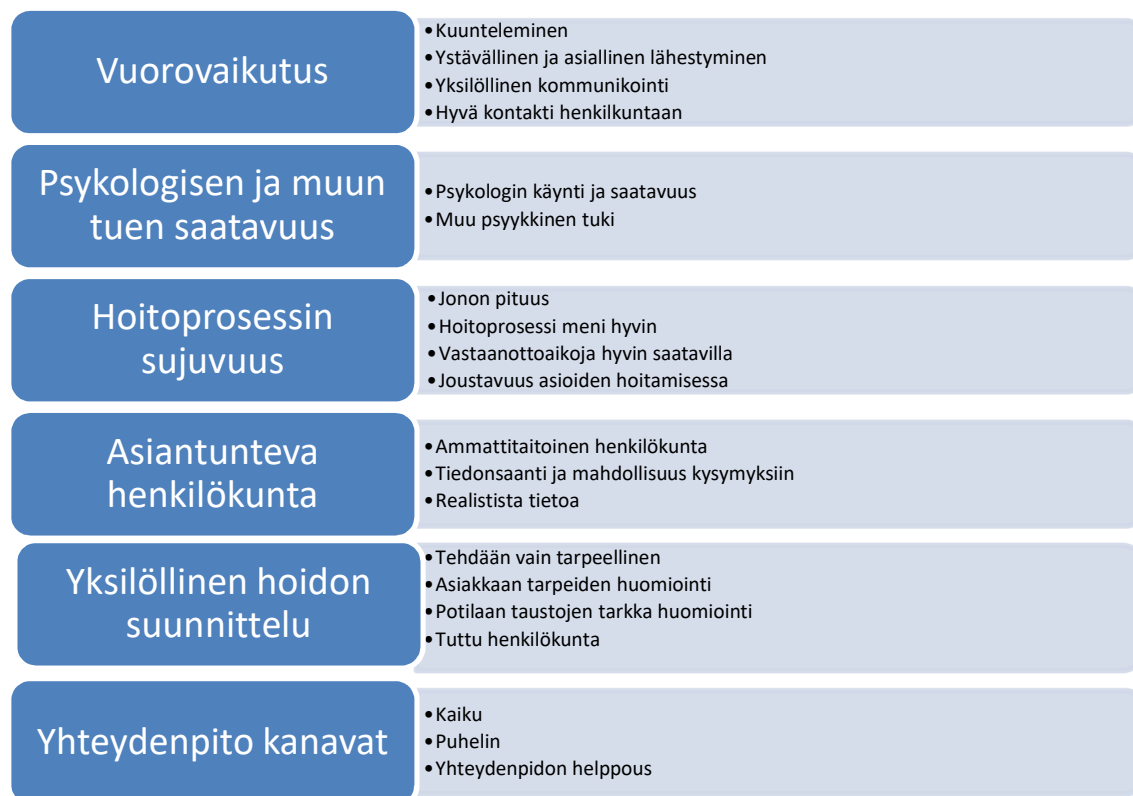 Vuorovaikutus
•Kuunteleminen
•Ystävällinen ja asiallinen lähestyminen
•Yksilöllinen kommunikointi
•Hyvä kontakti henkilkuntaan
Psykologisen ja muun
tuen saatavuus
•Psykologin käynti ja saatavuus
•Muu psyykkinen tuki
Hoitoprosessin
sujuvuus
•Jonon pituus
•Hoitoprosessi meni hyvin
•Vastaanottoaikoja hyvin saatavilla
•Joustavuus asioiden hoitamisessa
Asiantunteva
henkilökunta
•Ammattitaitoinen henkilökunta
•Tiedonsaanti ja mahdollisuus kysymyksiin
•Realistista tietoa
Yksilöllinen hoidon
suunnittelu
•Tehdään vain tarpeellinen
•Asiakkaan tarpeiden huomiointi
•Potilaan taustojen tarkka huomiointi
•Tuttu henkilökunta
Yhteydenpito kanavat
•Kaiku
•Puhelin
•Yhteydenpidon helppous